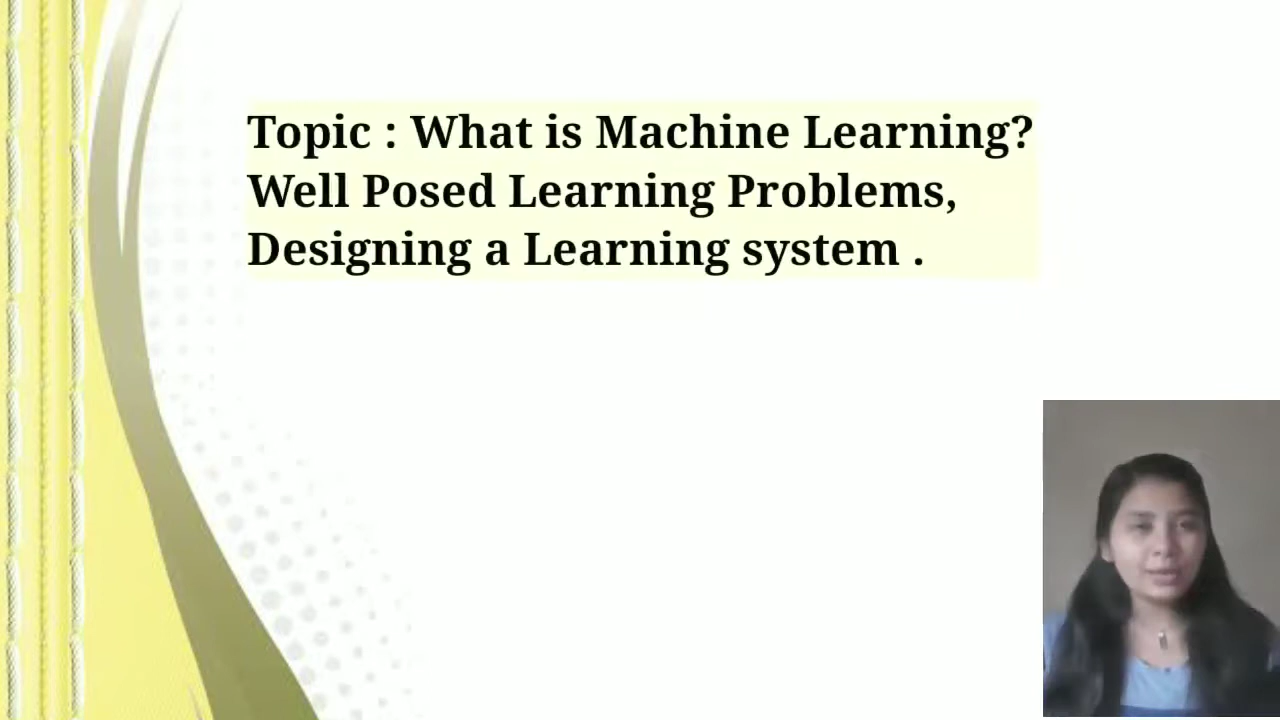 Topic : What is Machine Learning?
Well Posed Learning Problems,
Designing a Learning system .